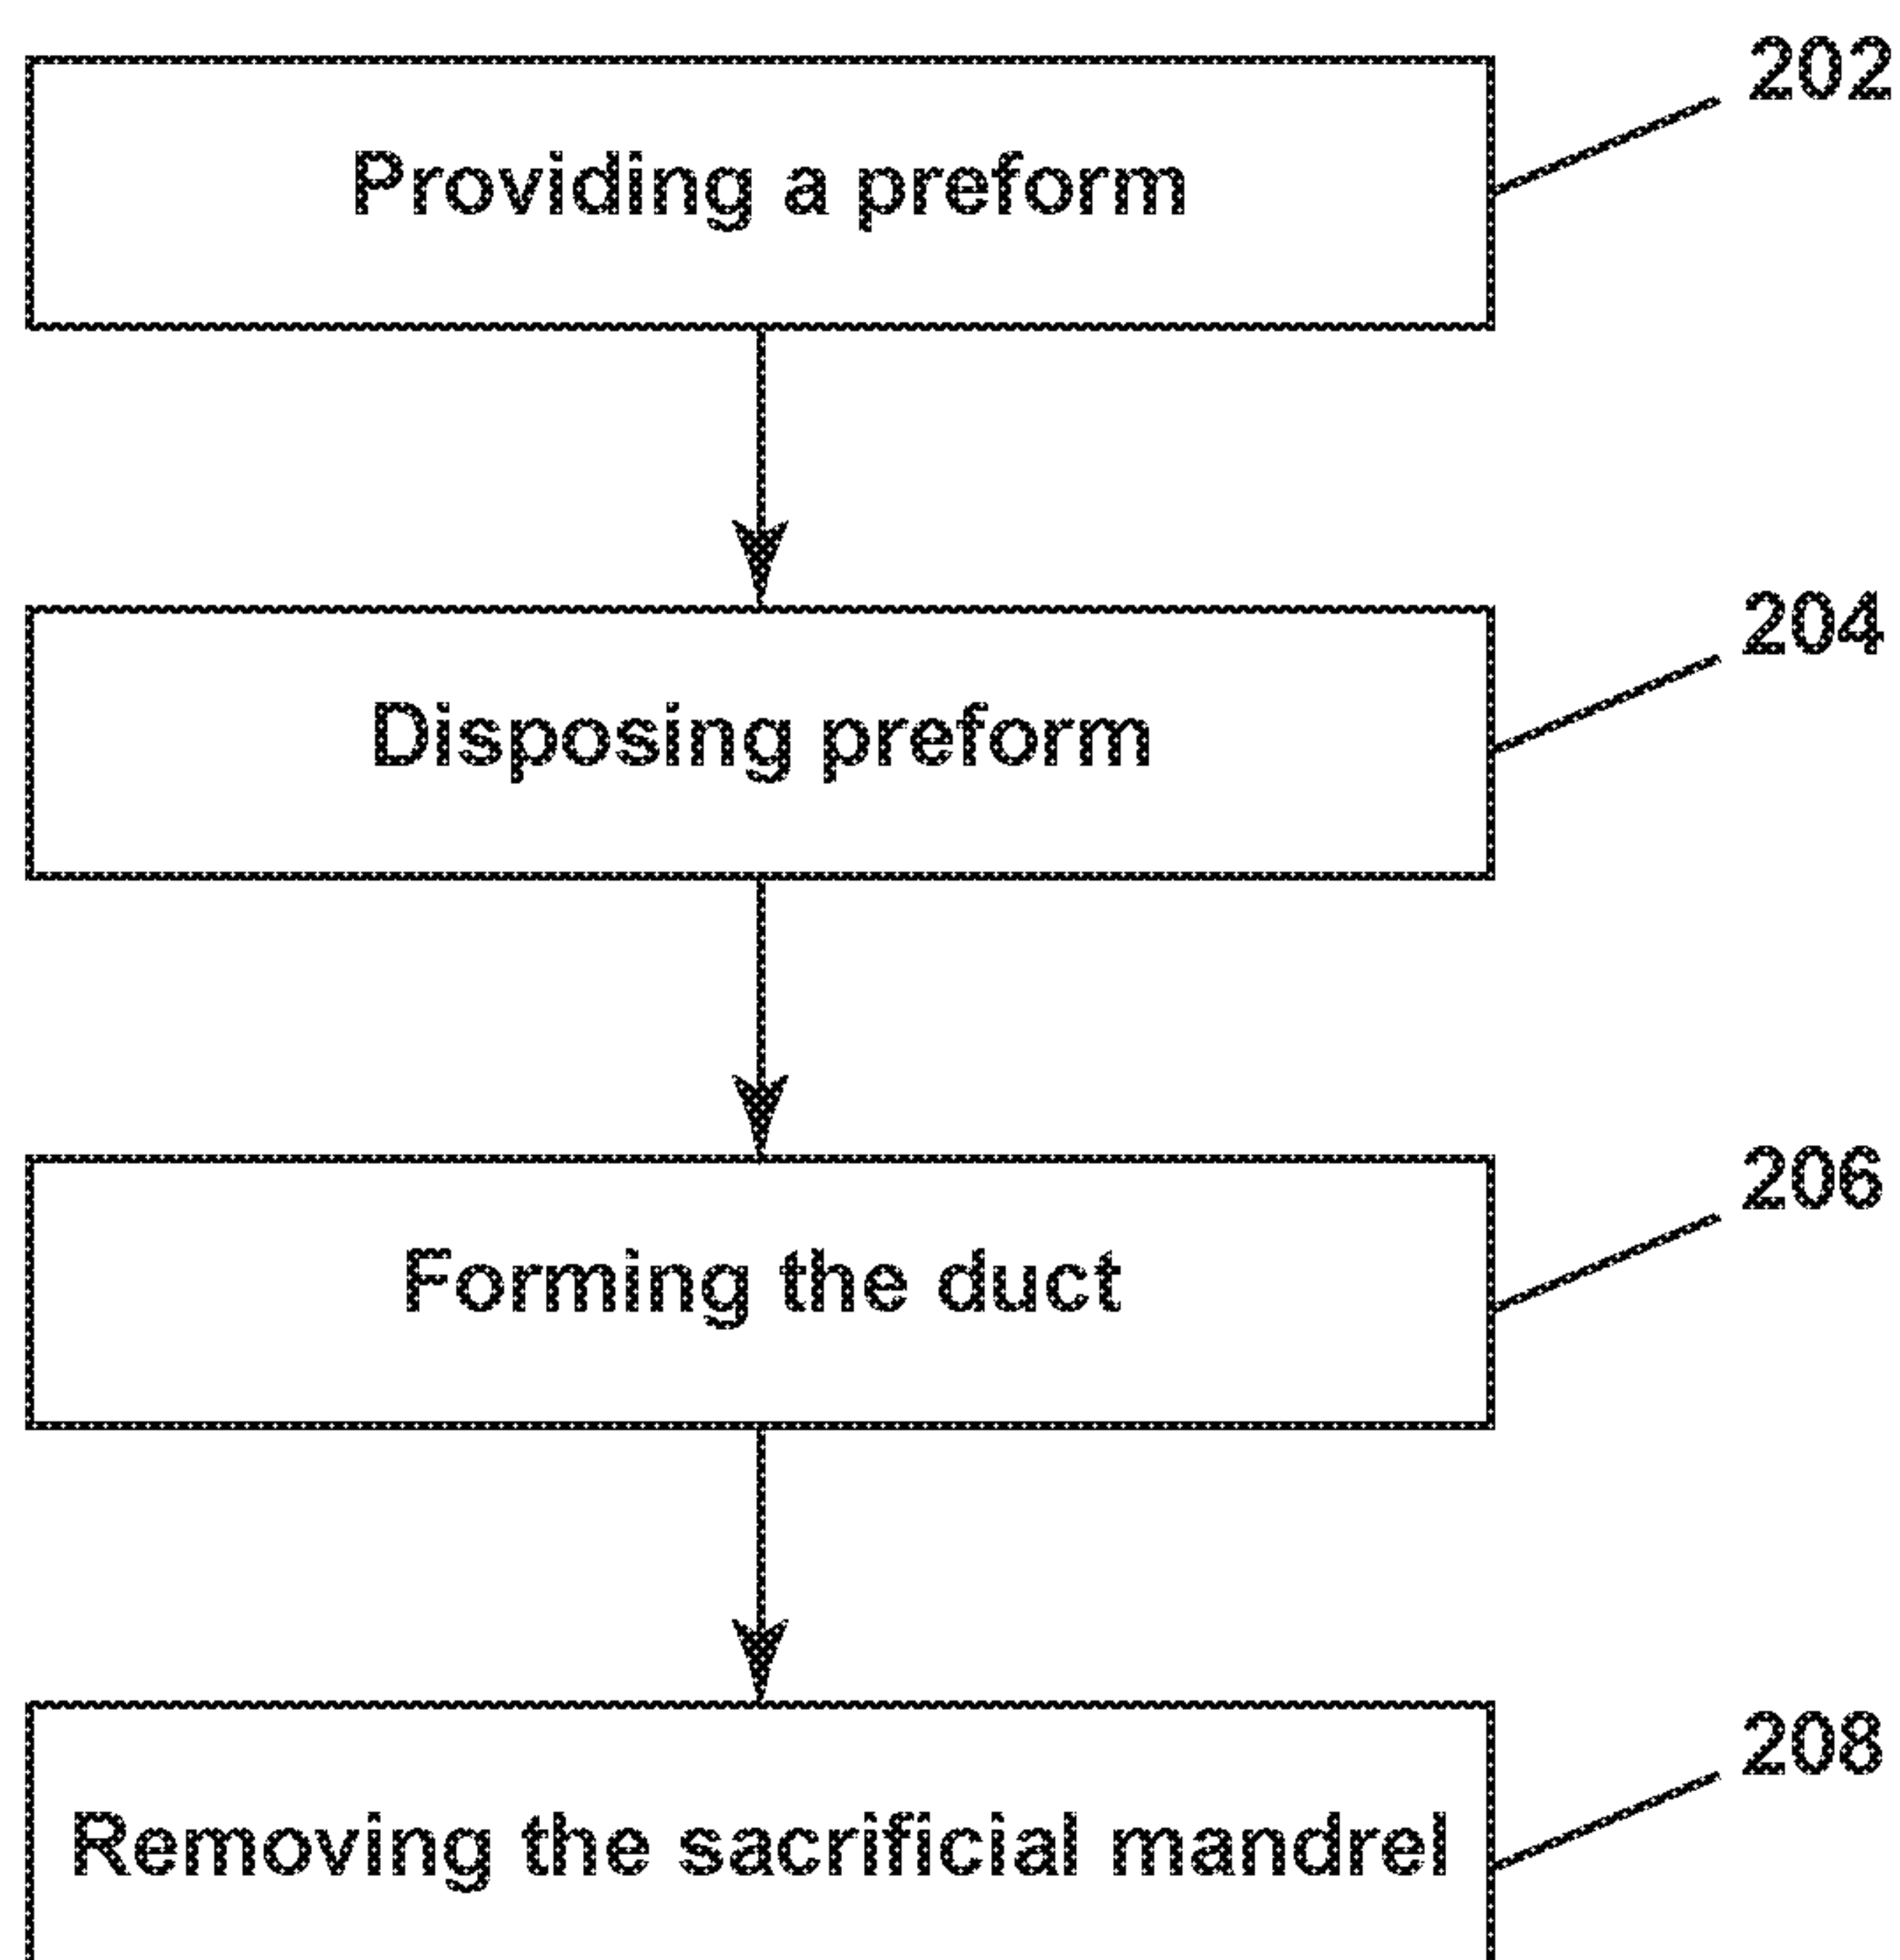 202
Providing a preform
204
Disposing preform
206
Forming the duct
208
Removing the sacrificial mandrel